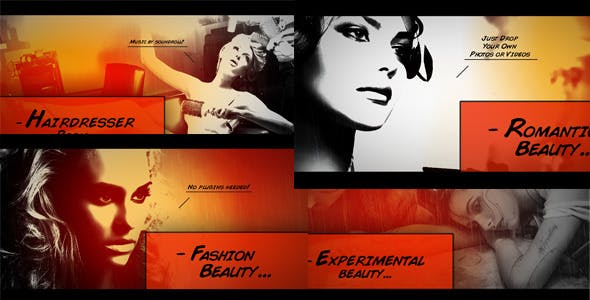 Music by soundroll!
- Hairdresser
Just Drop
Your Own
Photos or Videos
- Romantic
Beauty...
No plugins needed!
- Fashion
Beauty...
- Experimental
beauty...